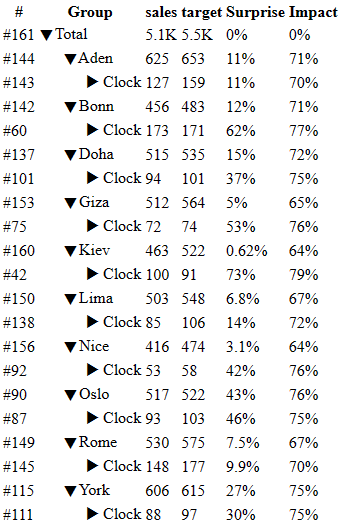 # Group sales target Surprise Impact
#161 ▼Total 5.1K 5.5K 0% 0%
#144 ▼Aden 625 653 11% 71%
#143 ▶ Clock 127 159 11% 70%
#142 ▼Bonn 456 483 12% 71%
#60 ▶ Clock 173 171 62% 77%
#137 ▼Doha 515 535 15% 72%
#101 ▶ Clock 94 101 37% 75%
#153 ▼Giza 512 564 5% 65%
#75 ▶ Clock 72 74 53% 76%
#160 ▼Kiev 463 522 0.62% 64%
#42 ▶ Clock 100 91 73% 79%
#150 ▼Lima 503 548 6.8% 67%
#138 ▶ Clock 85 106 14% 72%
#156 ▼Nice 416 474 3.1% 64%
#92 ▶ Clock 53 58 42% 76%
#90 ▼Oslo 517 522 43% 76%
#87 ▶ Clock 93 103 46% 75%
#149 ▼Rome 530 575 7.5% 67%
#145 ▶ Clock 148 177 9.9% 70%
#115 ▼York 606 615 27% 75%
#111 ▶ Clock 88 97 30% 75%